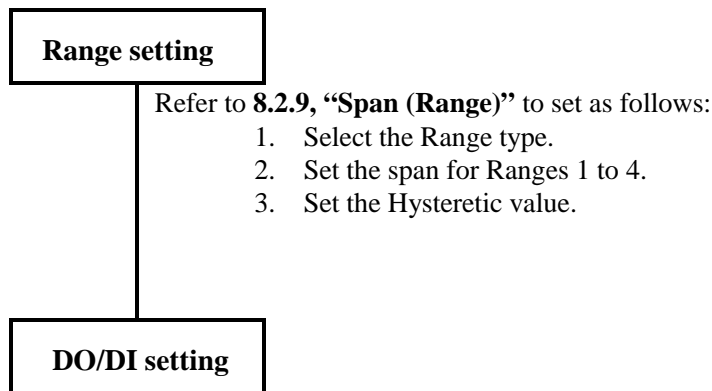 Range setting
Refer to 8.2.9, “Span (Range)” to set as follows:
1. Select the Range type.
2. Set the span for Ranges 1 to 4.
3. Set the Hysteretic value.
DO/DI setting